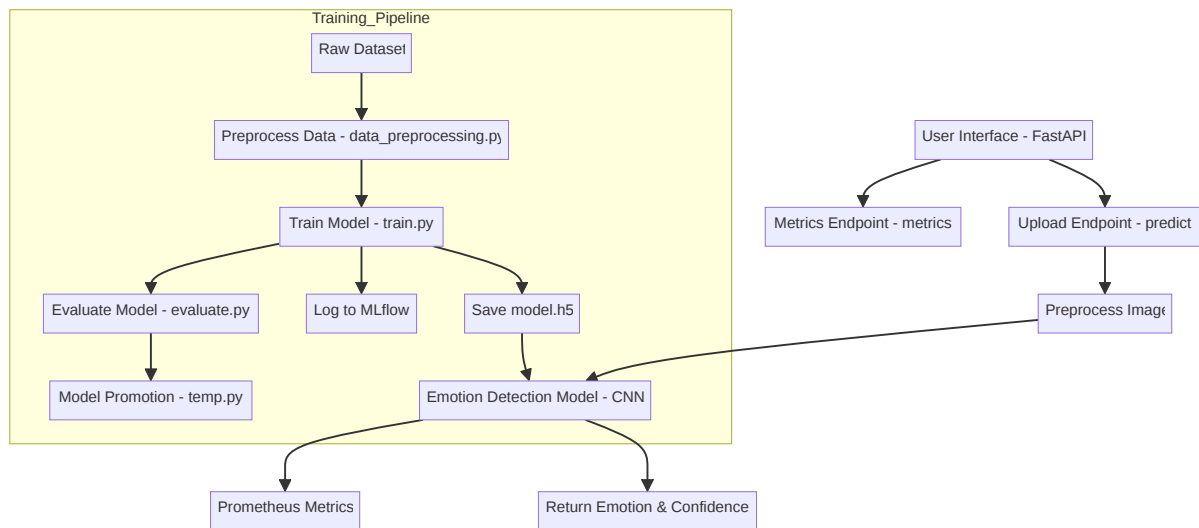 Training_Pipeline
Raw Dataset
Preprocess Data - data_preprocessing.py
User Interface - FastAPI
Train Model - train.py
Metrics Endpoint - metrics
Upload Endpoint - predict
Evaluate Model - evaluate.py
Log to MLflow
Save model.h5
Preprocess Image
Model Promotion - temp.py
Emotion Detection Model - CNN
Prometheus Metrics
Return Emotion & Confidence